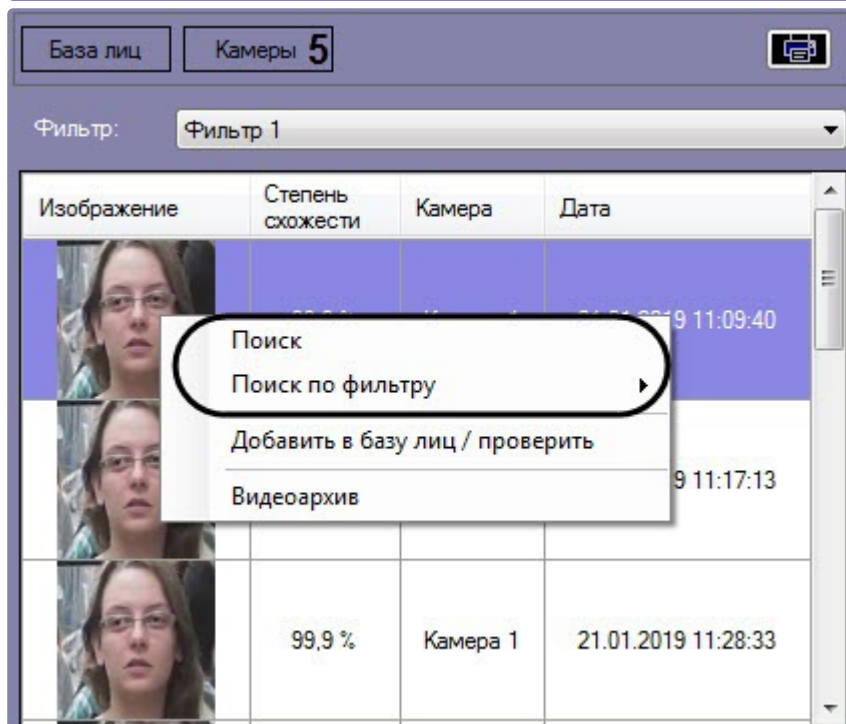 База лиц
Камеры 5
Фильтр:
Фильтр 1
Изображение
Степень схожести
Камера
Дата
9 11:09:40
Поиск
Поиск по фильтру
Добавить в базу лиц / проверить
9 11:17:13
Видеоархив
99,9 %
Камера 1
21.01.2019 11:28:33